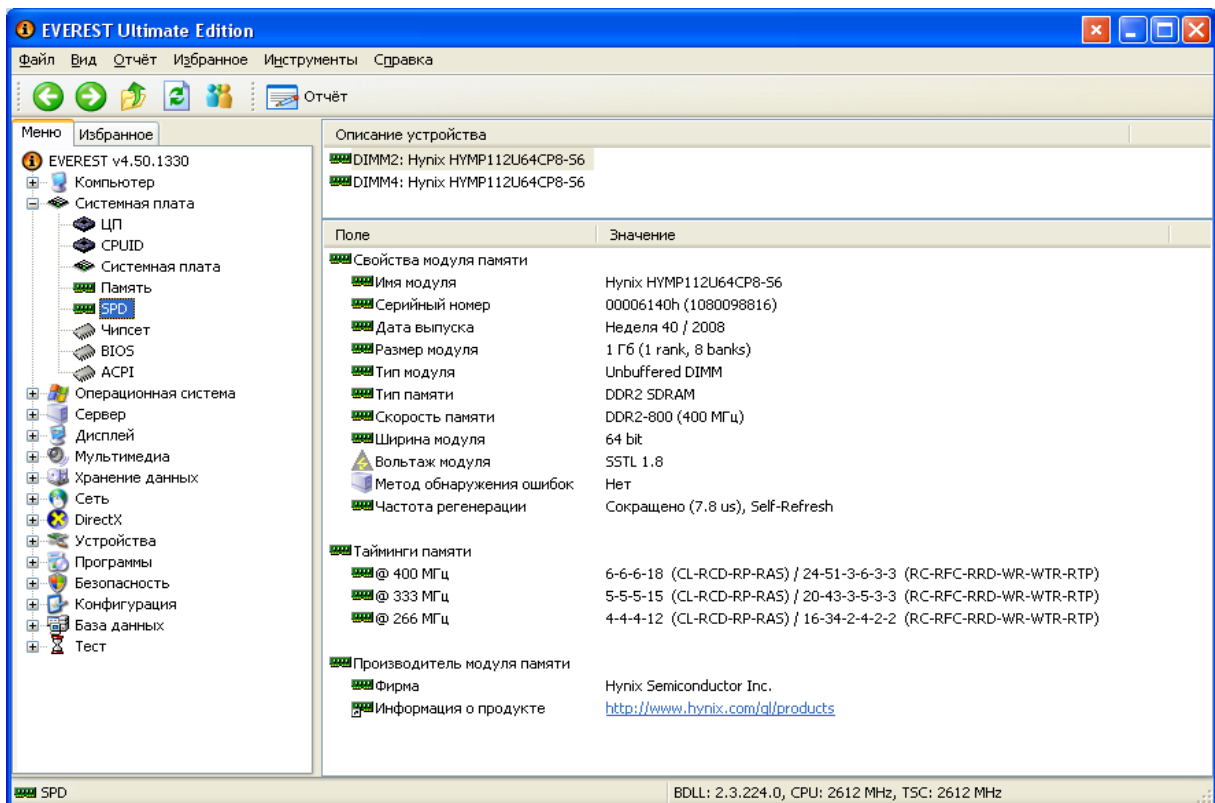 EVEREST Ultimate Edition
Файл Вид Отчёт Избранное Инструменты Справка
Отчёт
Меню Избранное
EVEREST v4.50.1330
Компьютер
Системная плата
ЦП
CPUID
Системная плата
Память
SPD
Чипсет
BIOS
ACPI
Операционная система
Сервер
Дисплей
Мультимедиа
Хранение данных
Сеть
DirectX
Устройства
Программы
Безопасность
Конфигурация
База данных
Тест
Описание устройства
DIMM2: Hynix HYMP112U64CP8-S6
DIMM4: Hynix HYMP112U64CP8-S6
Поле Значение
Свойства модуля памяти
Имя модуля Hynix HYMP112U64CP8-S6
Серийный номер 00006140h (1080098816)
Дата выпуска Неделя 40 / 2008
Размер модуля 1 Гб (1 rank, 8 banks)
Тип модуля Unbuffered DIMM
Тип памяти DDR2 SDRAM
Скорость памяти DDR2-800 (400 МГц)
Ширина модуля 64 bit
Вольтаж модуля SSTL 1.8
Метод обнаружения ошибок Нет
Частота регенерации Сокращено (7.8 us), Self-Refresh
Тайминги памяти
@ 400 МГц 6-6-6-18 (CL-RCD-RP-RAS) / 24-51-3-6-3-3 (RC-RFC-RRD-WR-WTR-RTP)
@ 333 МГц 5-5-5-15 (CL-RCD-RP-RAS) / 20-43-3-5-3-3 (RC-RFC-RRD-WR-WTR-RTP)
@ 266 МГц 4-4-4-12 (CL-RCD-RP-RAS) / 16-34-2-4-2-2 (RC-RFC-RRD-WR-WTR-RTP)
Производитель модуля памяти
Фирма Hynix Semiconductor Inc.
Информация о продукте http://www.hynix.com/gl/products
SPD BDLL: 2.3.224.0, CPU: 2612 MHz, TSC: 2612 MHz